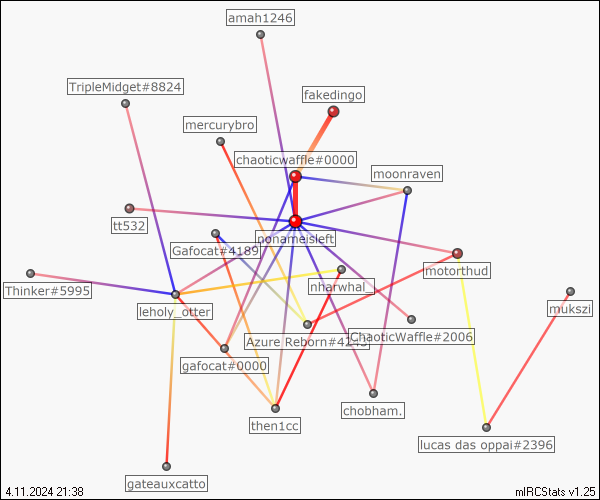 amah1246
TripleMidget#8824
fakedingo
mercurybro
chaoticwaffle#0000
moonraven
tt532
nonameisleft
Gafocat#4189
motorthud
Thinker#5995
nharwhal_
leholy_otter
mukszi
ChaoticWaffle#2006
Azure Reborn#4245
gafocat#0000
chobham.
then1cc
lucas das oppai#2396
gateauxcatto
4.11.2024 21:38
mIRCStats v1.25